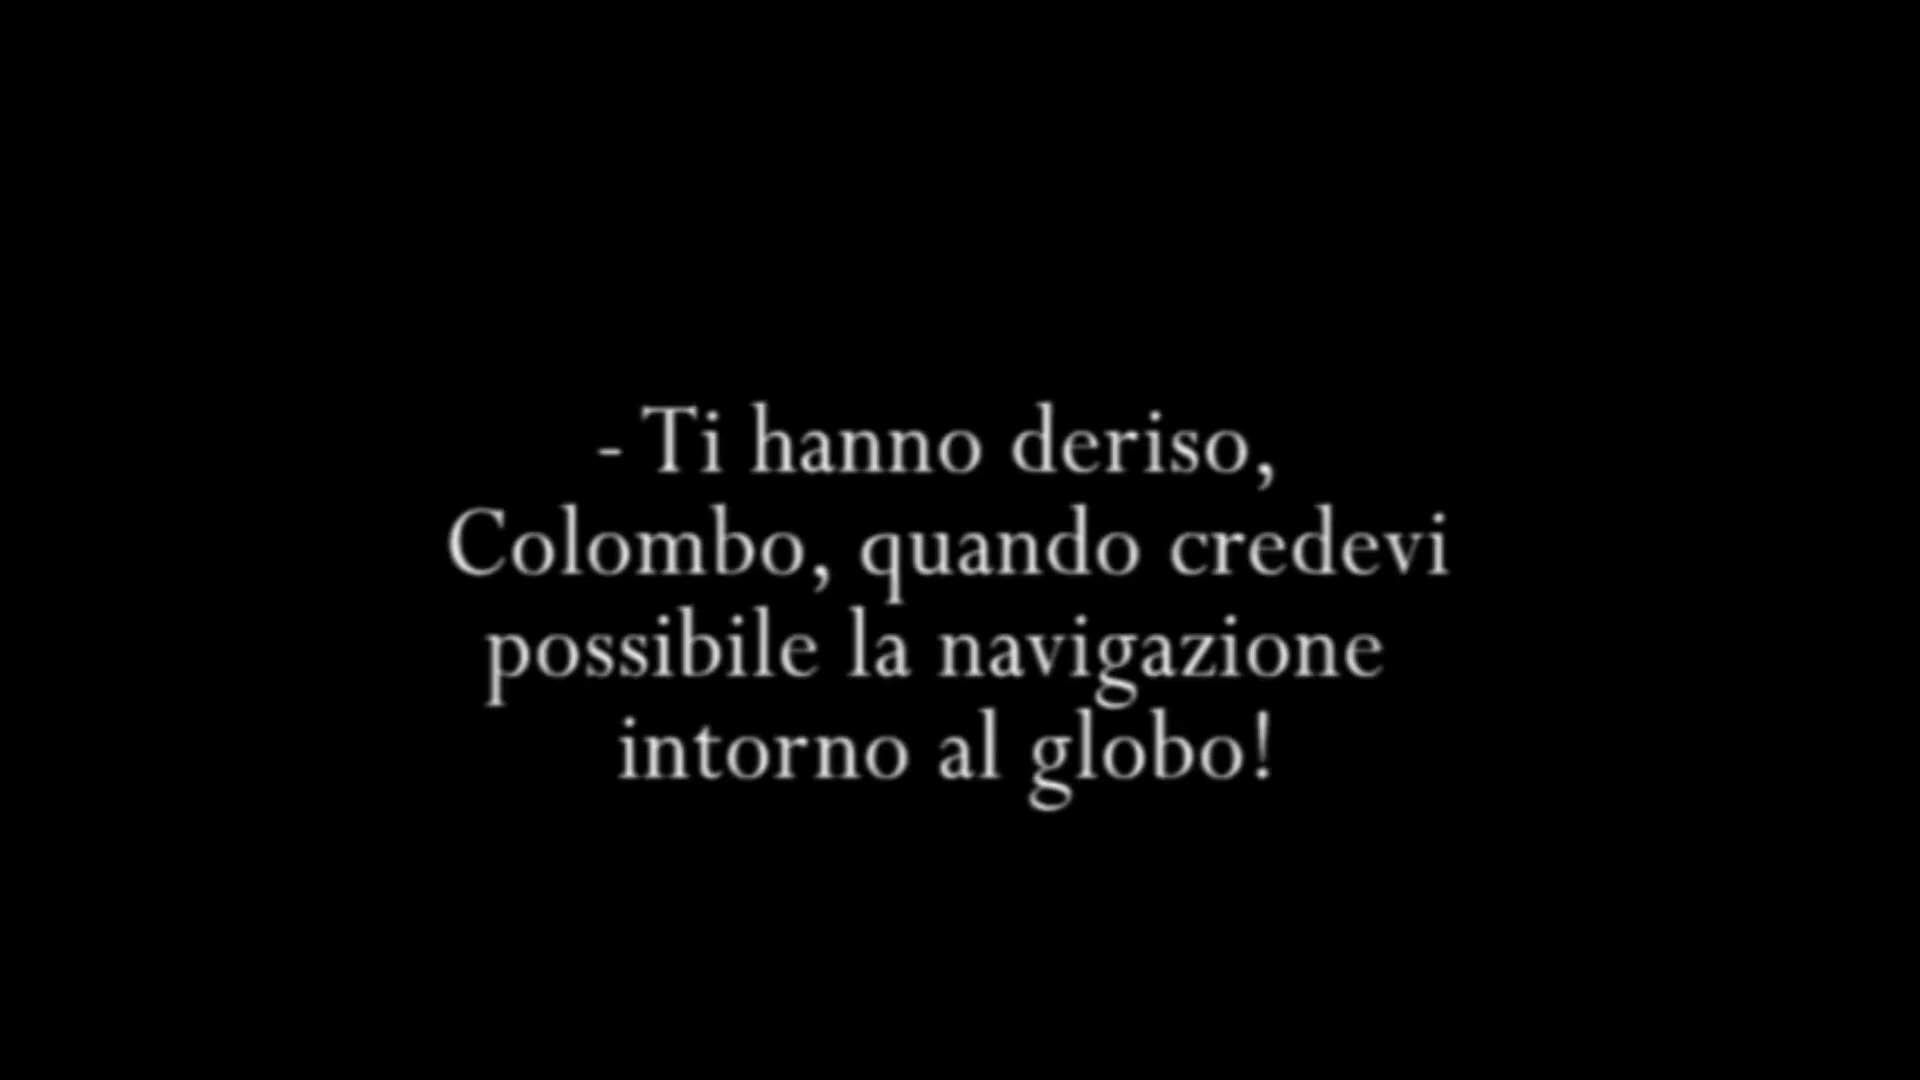 - Ti hanno deriso,
Colombo, quando credevi
possibile la navigazione
intorno al globo!